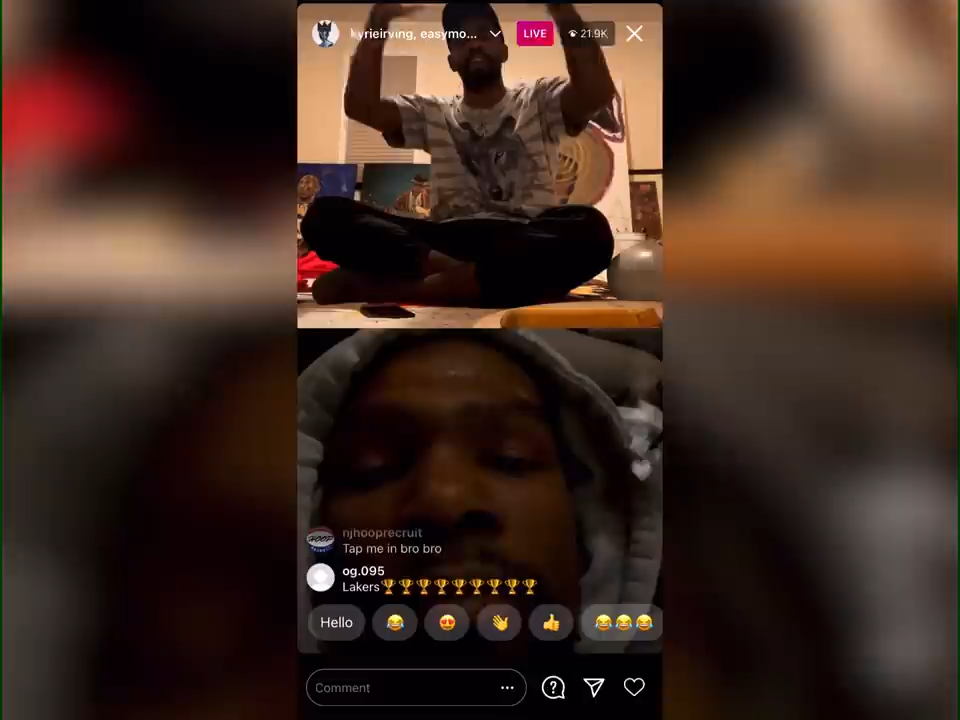 kyrieirving, easymo...
LIVE
21.9K
njhooprecruit
Tap me in bro bro
og.095
Lakers🏆🏆🏆🏆🏆🏆🏆🏆🏆
Hello 😂 😍 👋 👍 😂😂😂
Comment